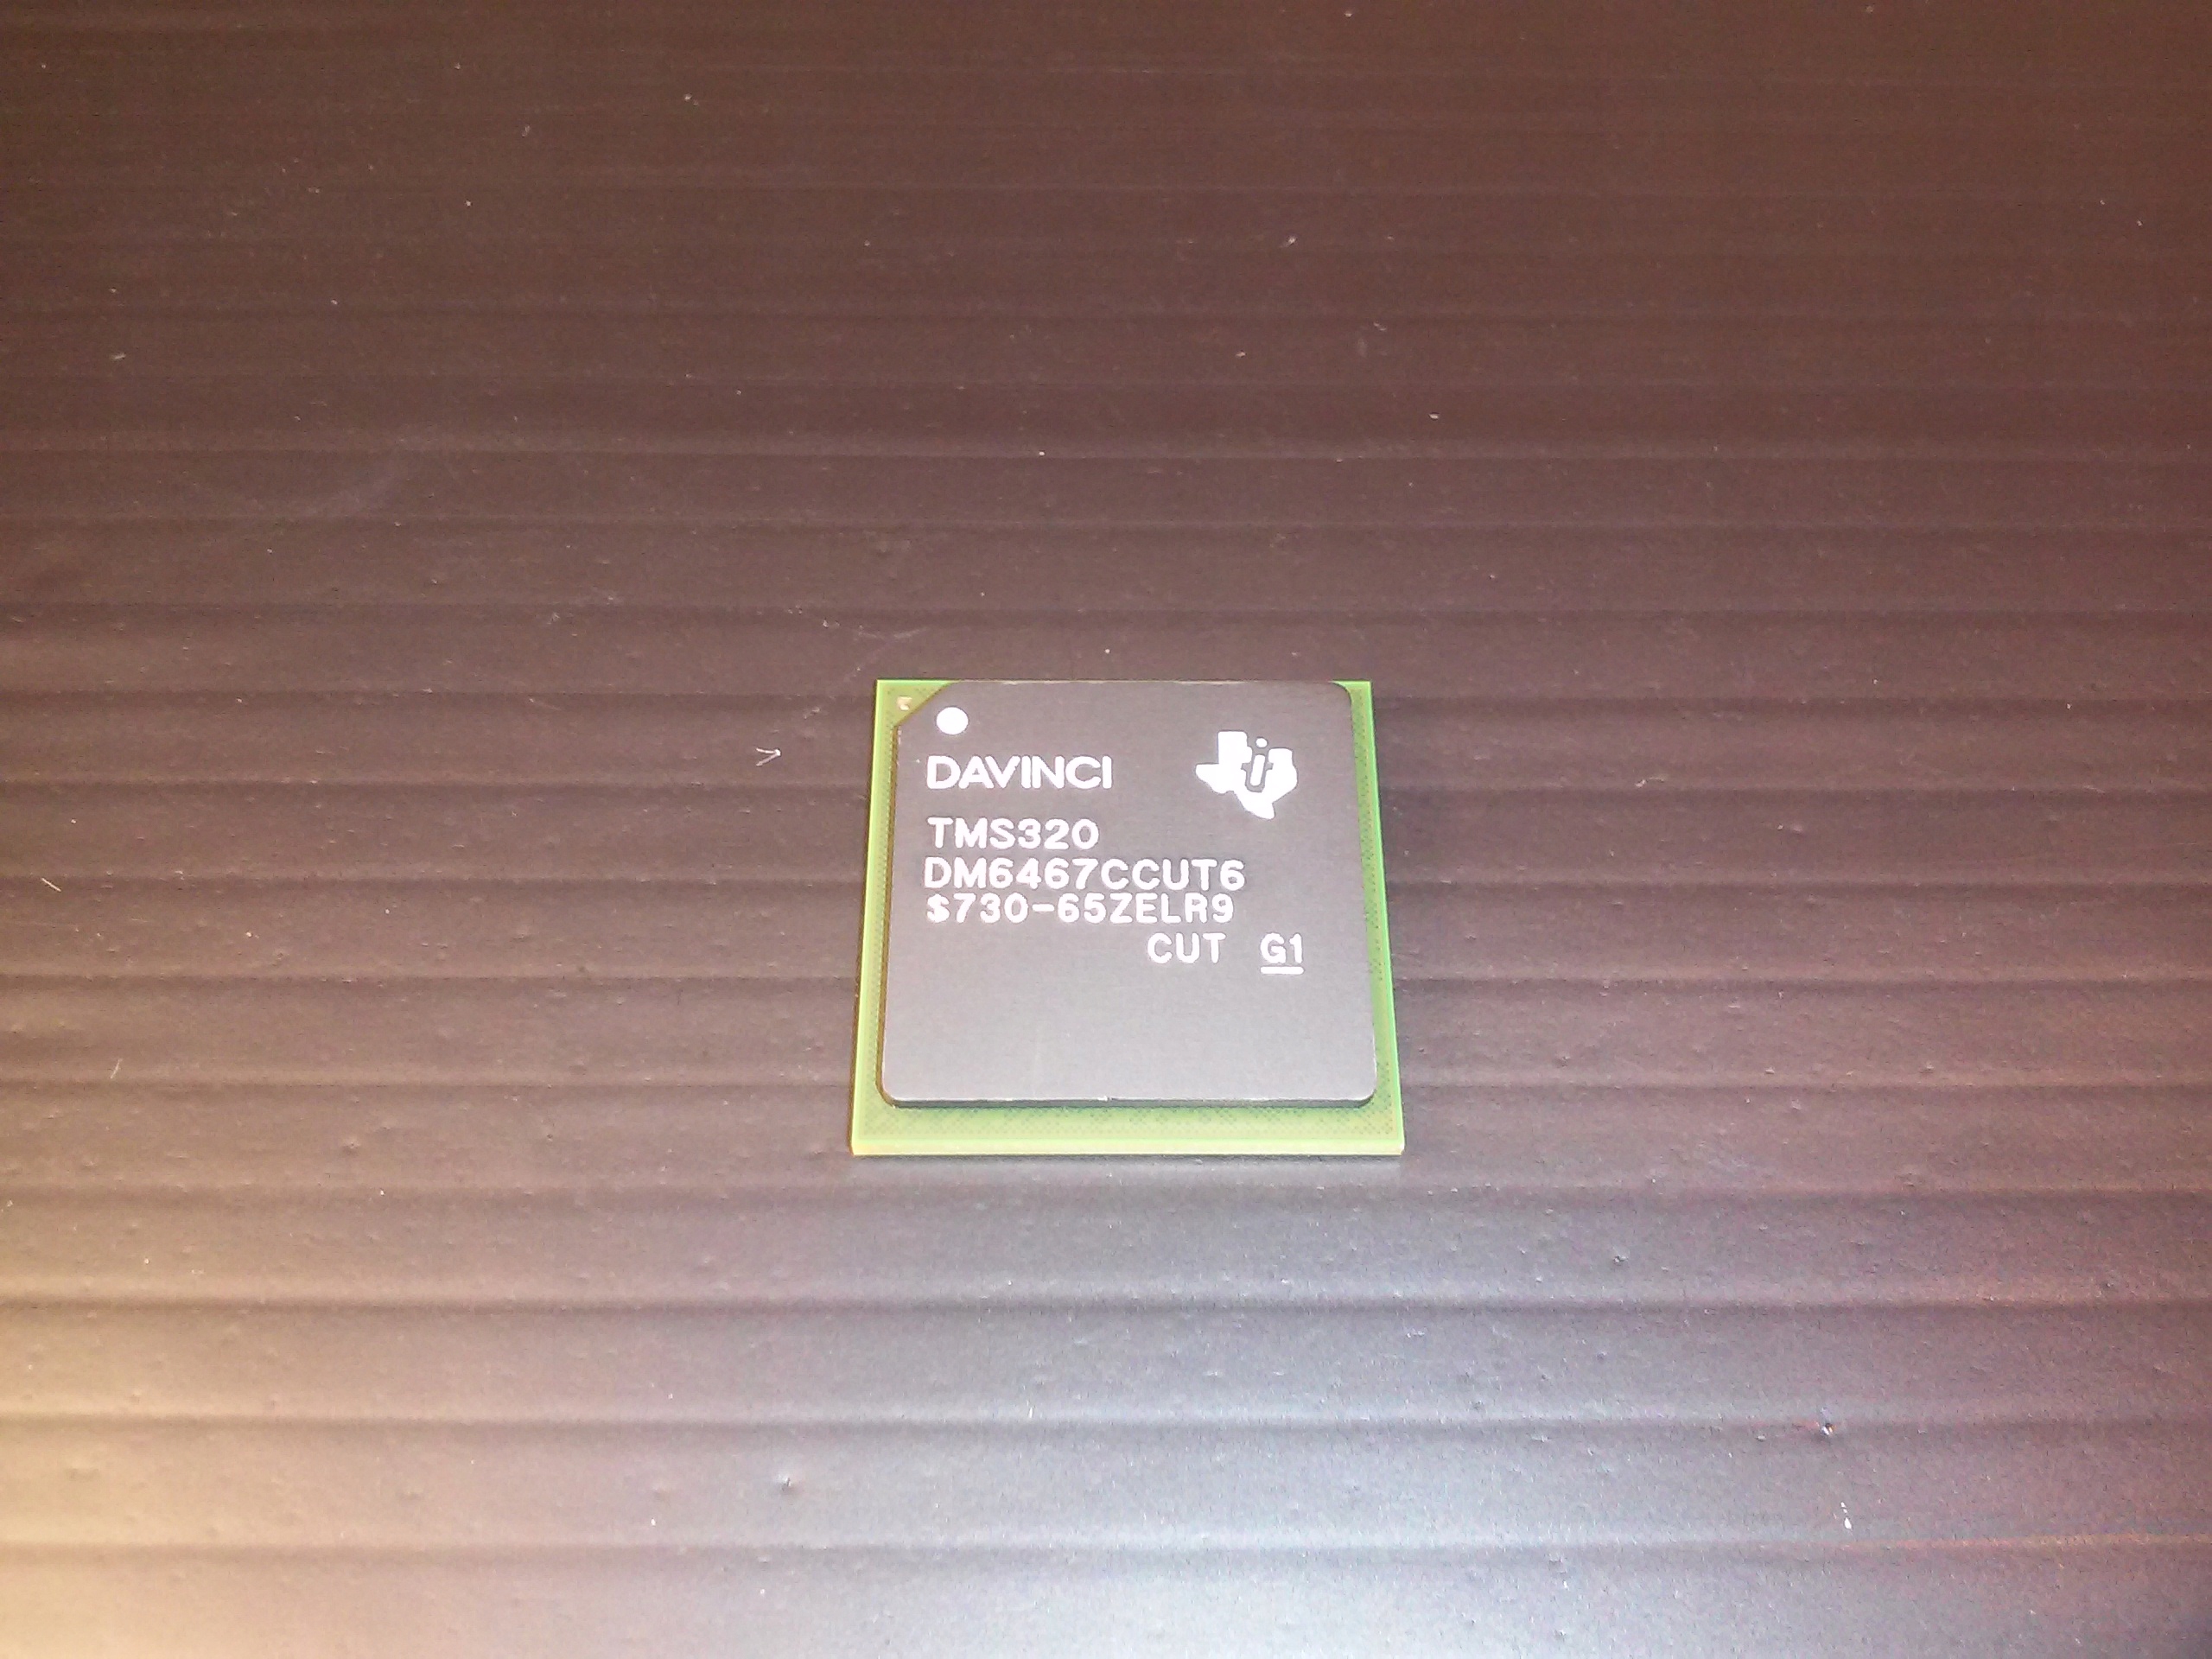 DAVINCI
TMS320
DM6467CCUT6
$730-65ZELR9
CUT G1